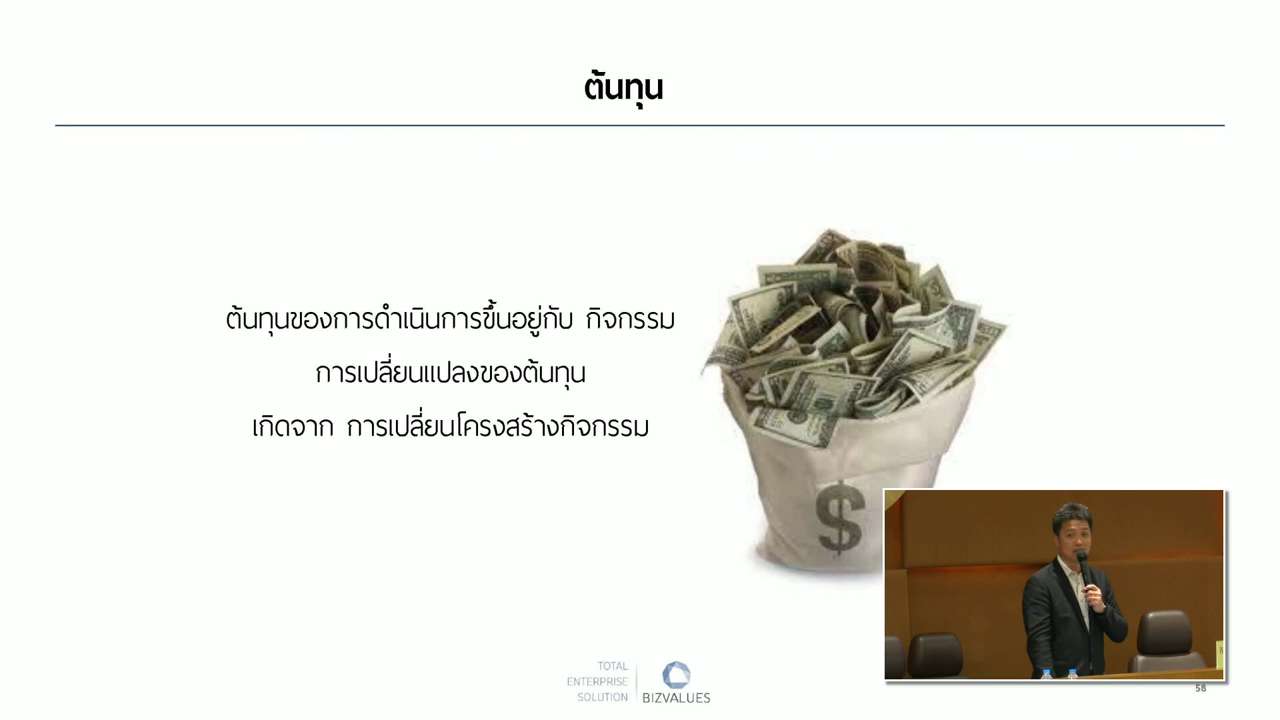 ต้นทุน
ต้นทุนของการดำเนินการขึ้นอยู่กับ กิจกรรม
การเปลี่ยนแปลงของต้นทุน
เกิดจาก การเปลี่ยนโครงสร้างกิจกรรม
$
TOTAL
ENTERPRISE
SOLUTION
BIZVALUES
58